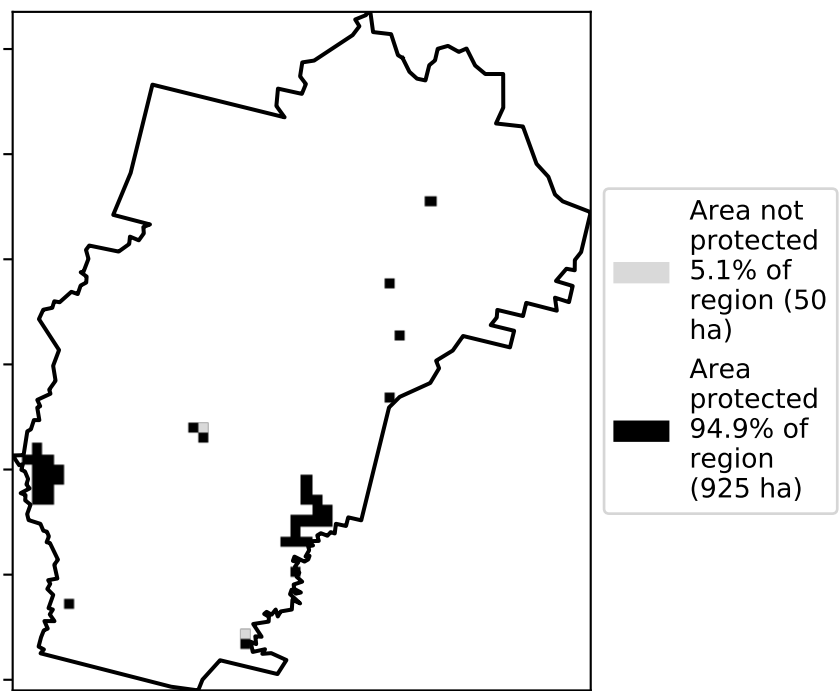 Area not
protected
5.1% of
region (50
ha)
Area
protected
94.9% of
region
(925 ha)